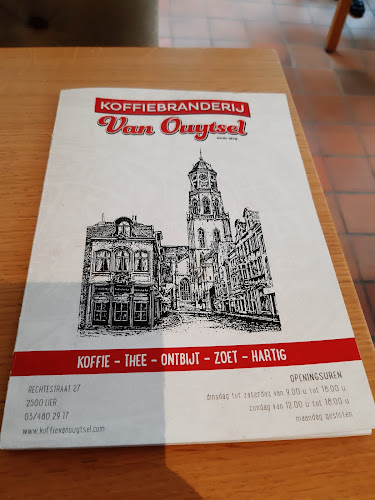 KOFFIEBRANDERIJ
Van Ouytsel
KOFFIE - THEE - ONTBIJT - ZOET - HARTIG
RECHTESTRAAT 27
2500 LIER
03/480 29 17
www.koffievanouytsel.com
OPENINGSUREN
dinsdag tot zaterdag van 9.00 u tot 18.00 u
zondag van 12.00 u tot 18.00 u
maandag gesloten